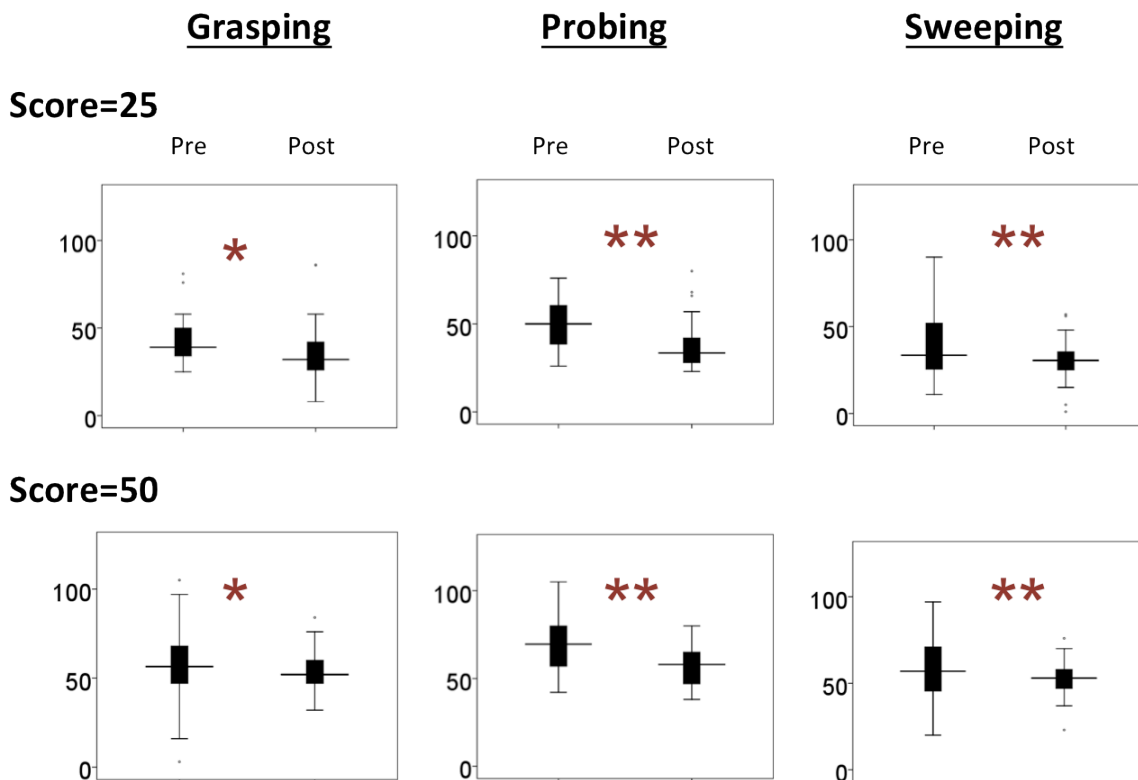 Grasping Probing Sweeping
Score=25
Pre Post Pre Post Pre Post
* ** **
100 100 100
50 50 50
0 0 0
Score=50
* ** **
100 100 100
50 50 50
0 0 0